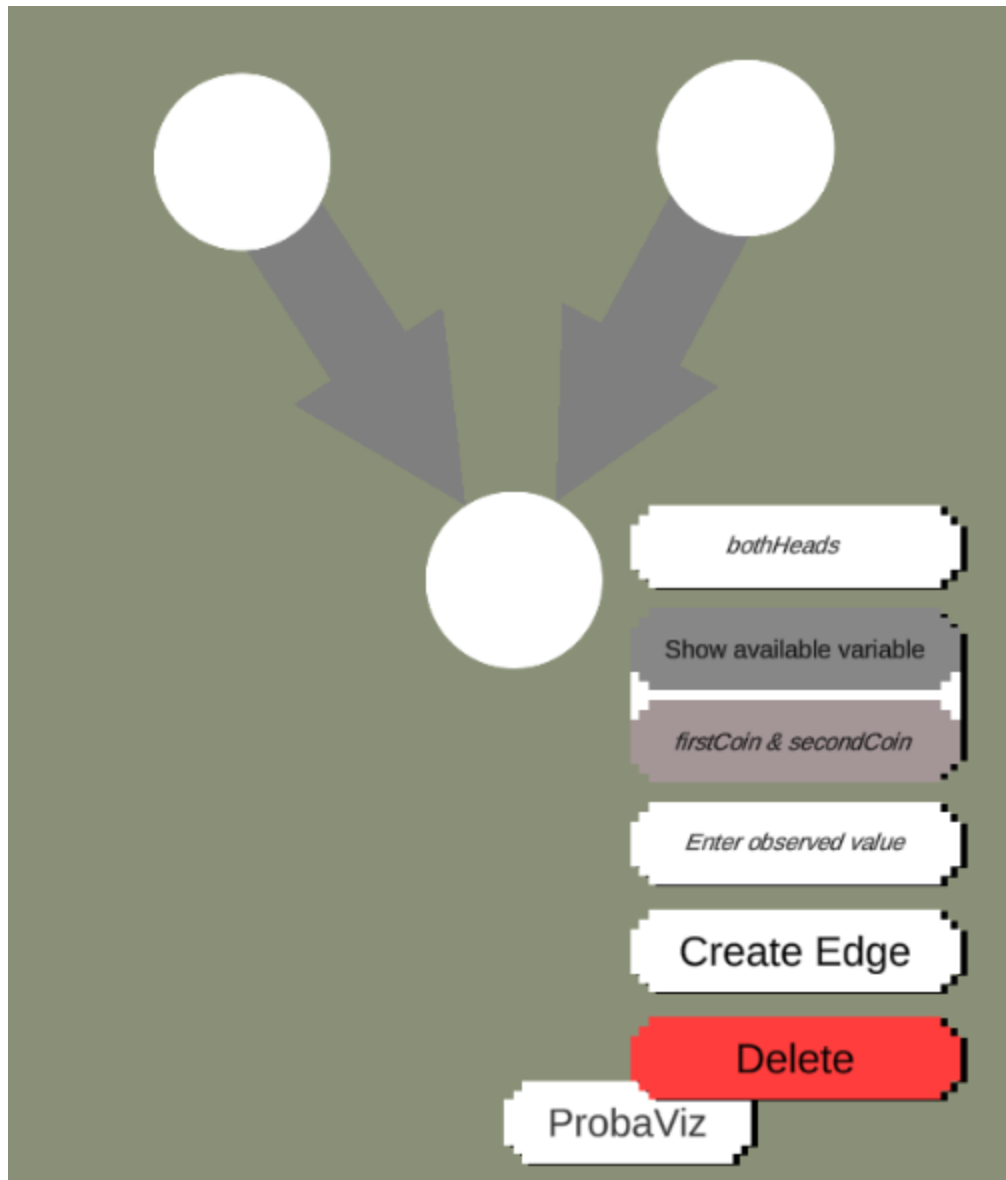 bothHeads
Show available variable
firstCoin & secondCoin
Enter observed value
Create Edge
Delete
ProbaViz